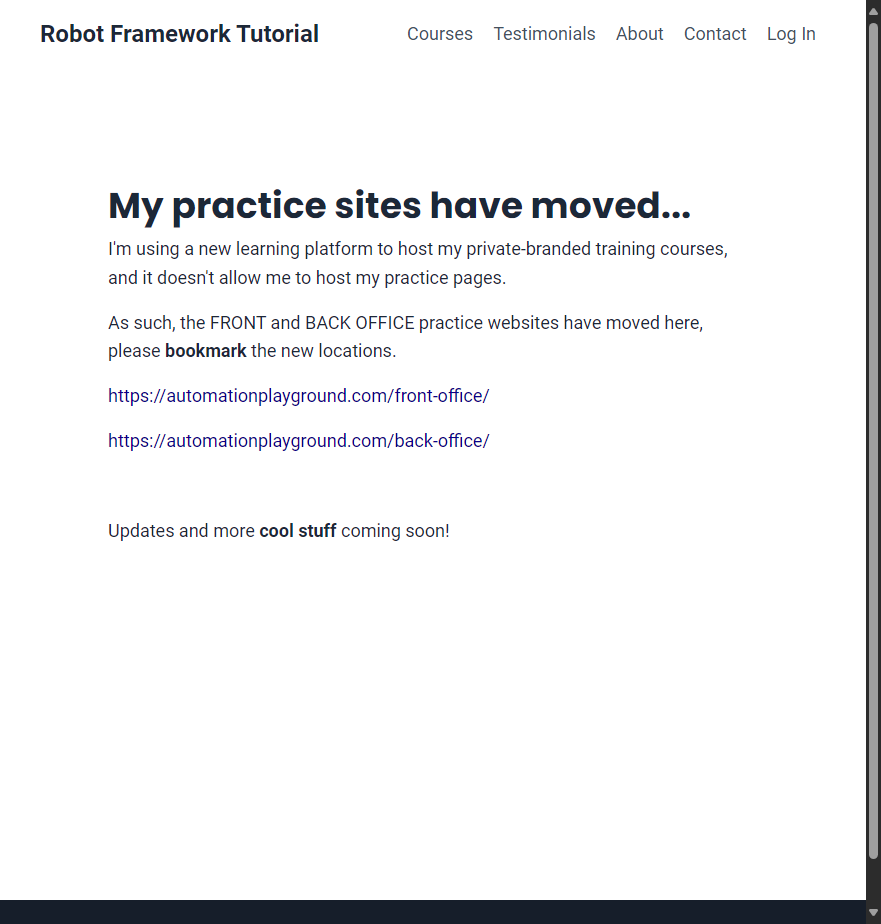 Robot Framework Tutorial
Courses Testimonials About Contact Log In
My practice sites have moved...
I'm using a new learning platform to host my private-branded training courses,
and it doesn't allow me to host my practice pages.
As such, the FRONT and BACK OFFICE practice websites have moved here,
please bookmark the new locations.
https://automationplayground.com/front-office/
https://automationplayground.com/back-office/
Updates and more cool stuff coming soon!